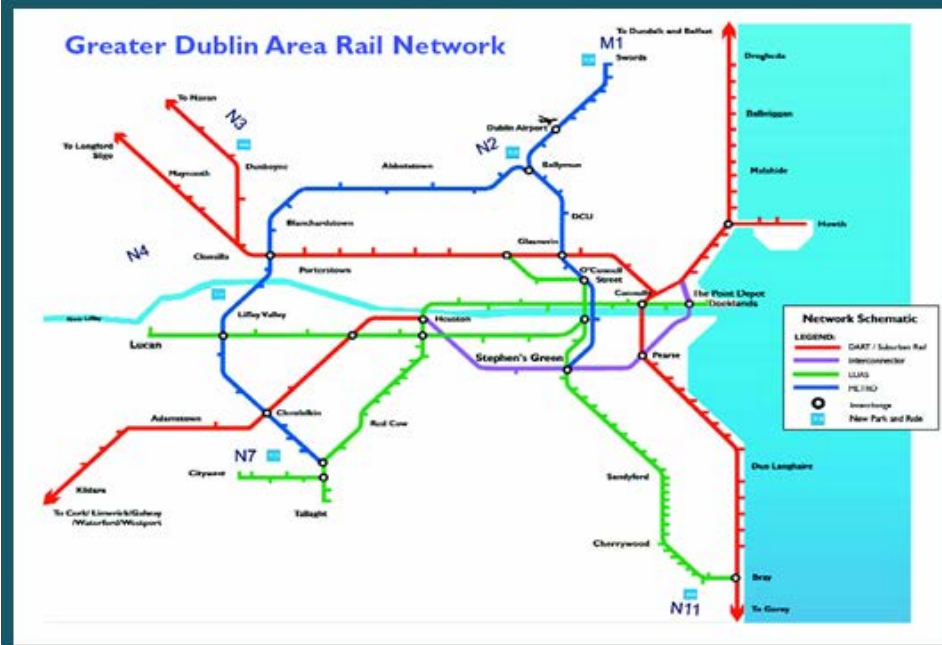 Greater Dublin Area Rail Network
M1
To Dundalk and Belfast
Swords
Drogheda
To Navan
N3
Balbriggan
Dublin Airport
To Longford
Sligo
N2
Dunboyne
Abbotstown
Ballymun
Maynooth
Malahide
DCU
Blanchardstown
Howth
Glasnevin
N4
Clonsilla
Porterstown
O'Connell
Street
Connolly
The Point Depot
Docklands
River Liffey
Liffey Valley
Heuston
Lucan
Stephen's Green
Pearse
Network Schematic
LEGEND:
DART / Suburban Rail
Interconnector
LUAS
METRO
Interchange
New Park and Ride
Clondalkin
Adamstown
Red Cow
N7
Citywest
Dun Laoghaire
Sandyford
Kildare
To Cork/ Limerick/Galway
/Waterford/Westport
Tallaght
Cherrywood
Bray
N11
To Gorey